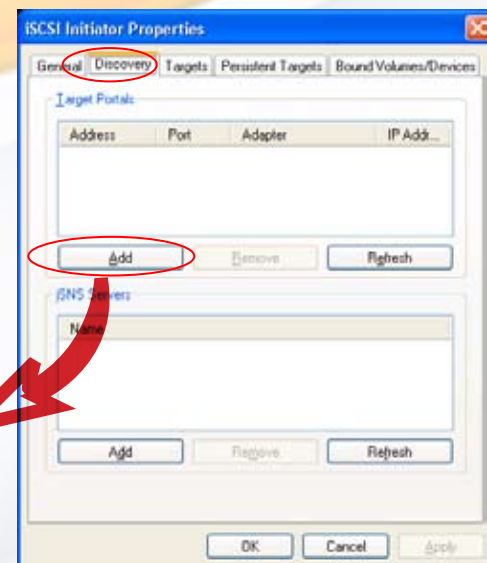 iSCSI Initiator Properties
General Discovery Targets Persistent Targets Bound Volumes/Devices
Target Portals
Address Port Adapter IP Addr...
Add Remove Refresh
iSNS Servers
Name
Add Remove Refresh
OK Cancel Apply